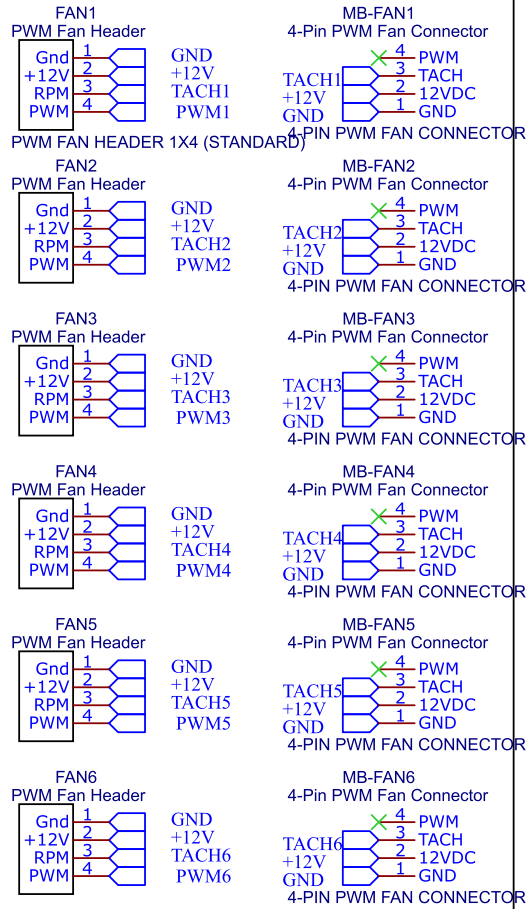 FAN1
PWM Fan Header
Gnd 1 GND
+12V 2 +12V
RPM 3 TACH1
PWM 4 PWM1
PWM FAN HEADER 1X4 (STANDARD)
MB-FAN1
4-Pin PWM Fan Connector
4 PWM
TACH1 3 TACH
+12V 2 12VDC
GND 1 GND
4-PIN PWM FAN CONNECTOR
FAN2
PWM Fan Header
Gnd 1 GND
+12V 2 +12V
RPM 3 TACH2
PWM 4 PWM2
MB-FAN2
4-Pin PWM Fan Connector
4 PWM
TACH2 3 TACH
+12V 2 12VDC
GND 1 GND
4-PIN PWM FAN CONNECTOR
FAN3
PWM Fan Header
Gnd 1 GND
+12V 2 +12V
RPM 3 TACH3
PWM 4 PWM3
MB-FAN3
4-Pin PWM Fan Connector
4 PWM
TACH3 3 TACH
+12V 2 12VDC
GND 1 GND
4-PIN PWM FAN CONNECTOR
FAN4
PWM Fan Header
Gnd 1 GND
+12V 2 +12V
RPM 3 TACH4
PWM 4 PWM4
MB-FAN4
4-Pin PWM Fan Connector
4 PWM
TACH4 3 TACH
+12V 2 12VDC
GND 1 GND
4-PIN PWM FAN CONNECTOR
FAN5
PWM Fan Header
Gnd 1 GND
+12V 2 +12V
RPM 3 TACH5
PWM 4 PWM5
MB-FAN5
4-Pin PWM Fan Connector
4 PWM
TACH5 3 TACH
+12V 2 12VDC
GND 1 GND
4-PIN PWM FAN CONNECTOR
FAN6
PWM Fan Header
Gnd 1 GND
+12V 2 +12V
RPM 3 TACH6
PWM 4 PWM6
MB-FAN6
4-Pin PWM Fan Connector
4 PWM
TACH6 3 TACH
+12V 2 12VDC
GND 1 GND
4-PIN PWM FAN CONNECTOR